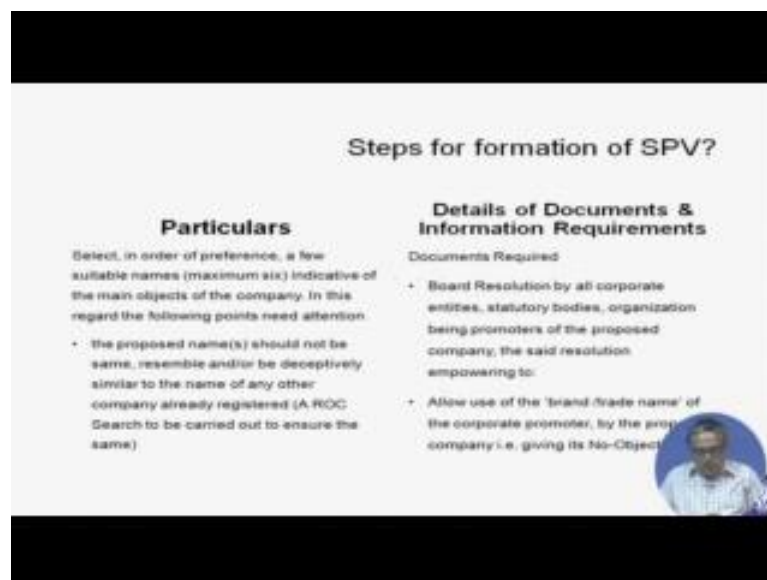 Steps for formation of SPV?
Particulars
Select, in order of preference, a few
suitable names (maximum six) indicative of
the main objects of the company. In this
regard the following points need attention
• the proposed name(s) should not be
same, resemble and/or be deceptively
similar to the name of any other
company already registered (A ROC
Search to be carried out to ensure the
same)
Details of Documents &
Information Requirements
Documents Required
• Board Resolution by all corporate
entities, statutory bodies, organization
being promoters of the proposed
company, the said resolution
empowering to:
• Allow use of the 'brand /trade name' of
the corporate promoter, by the
company i.e. giving its